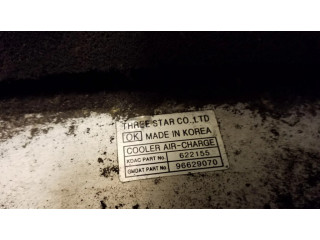 THREE STAR CO.,LTD
OK MADE IN KOREA
COOLER AIR-CHARGE
KDAC PART No 622155
GMDAT PART No 96629070